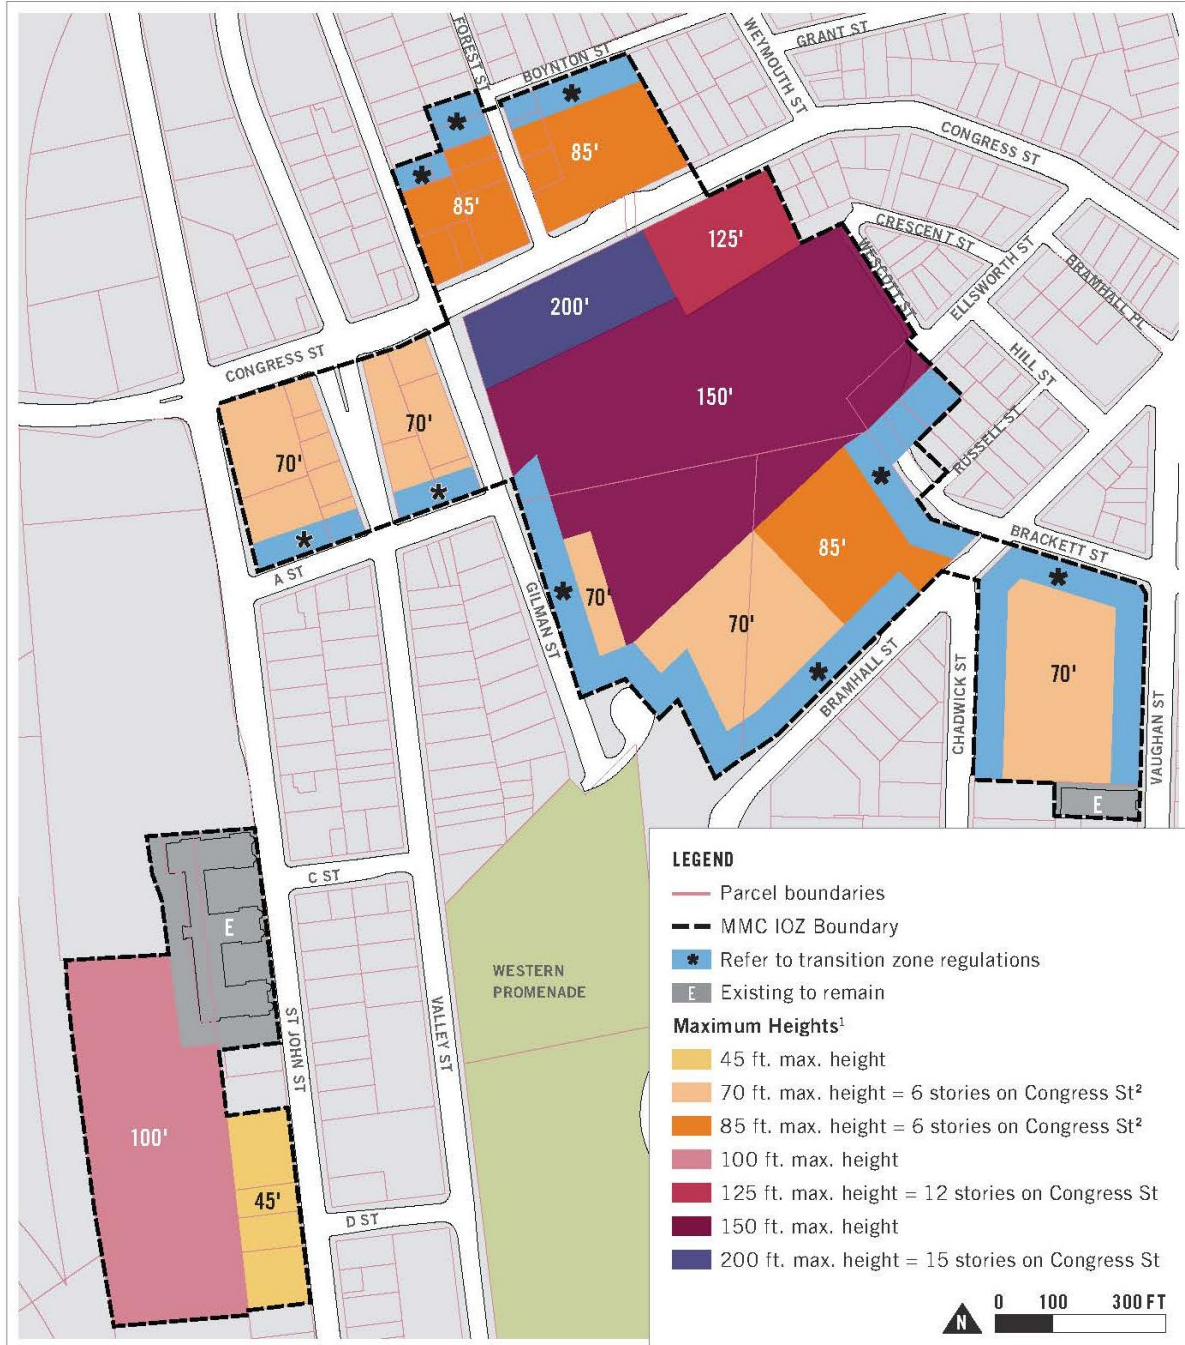 FOREST ST
BOYNTON ST
WEYMOUTH ST
GRANT ST
CONGRESS ST
*
*
*
85'
85'
125'
CRESCENT ST
WESCOTT ST
ELLSWORTH ST
BRAMHALL PL
200'
HILL ST
CONGRESS ST
150'
RUSSELL ST
70'
70'
*
*
*
A ST
GILMAN ST
*
70'
85'
70'
*
BRACKETT ST
*
70'
BRAMHALL ST
CHADWICK ST
VAUGHAN ST
E
C ST
E
WESTERN
PROMENADE
ST JOHN ST
VALLEY ST
100'
45'
D ST
LEGEND
Parcel boundaries
MMC IOZ Boundary
* Refer to transition zone regulations
E Existing to remain
Maximum Heights¹
45 ft. max. height
70 ft. max. height = 6 stories on Congress St²
85 ft. max. height = 6 stories on Congress St²
100 ft. max. height
125 ft. max. height = 12 stories on Congress St
150 ft. max. height
200 ft. max. height = 15 stories on Congress St
N
0 100 300 FT